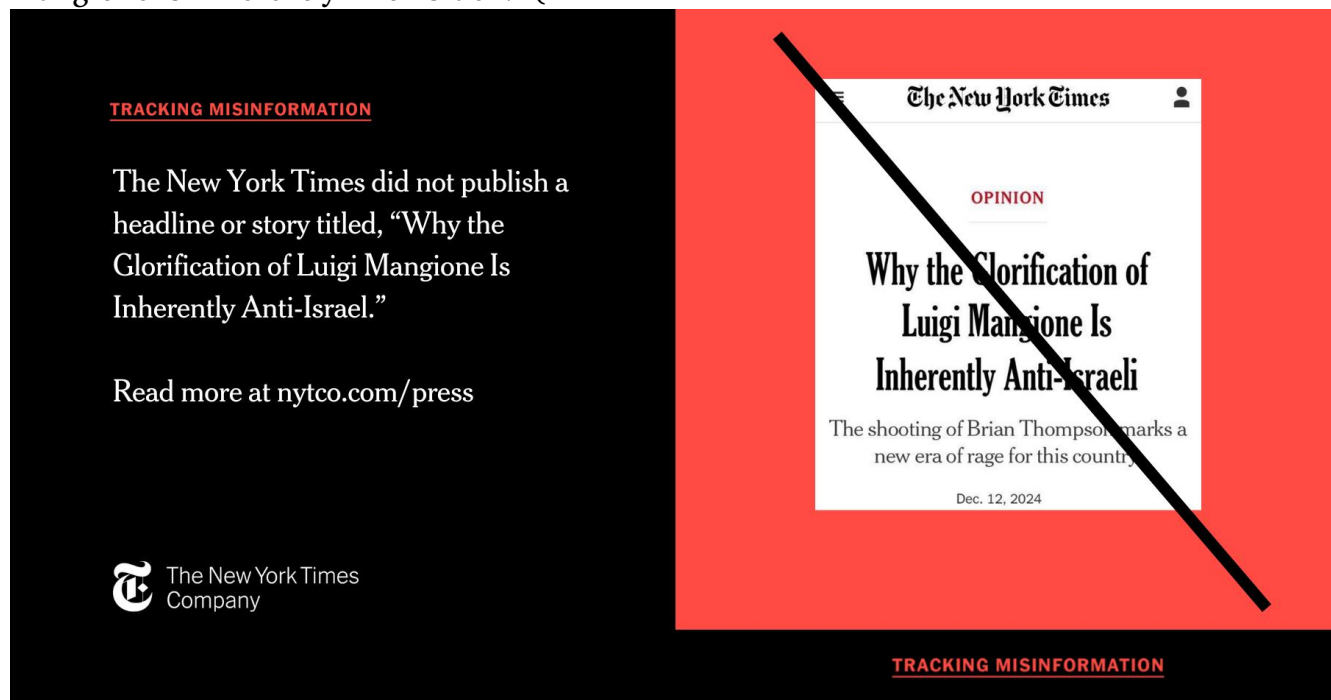 TRACKING MISINFORMATION
The New York Times did not publish a
headline or story titled, “Why the
Glorification of Luigi Mangione Is
Inherently Anti-Israel.”
Read more at nytco.com/press
The New York Times
Company
The New York Times
OPINION
Why the Glorification of
Luigi Mangione Is
Inherently Anti-Israeli
The shooting of Brian Thompson marks a
new era of rage for this country
Dec. 12, 2024
TRACKING MISINFORMATION